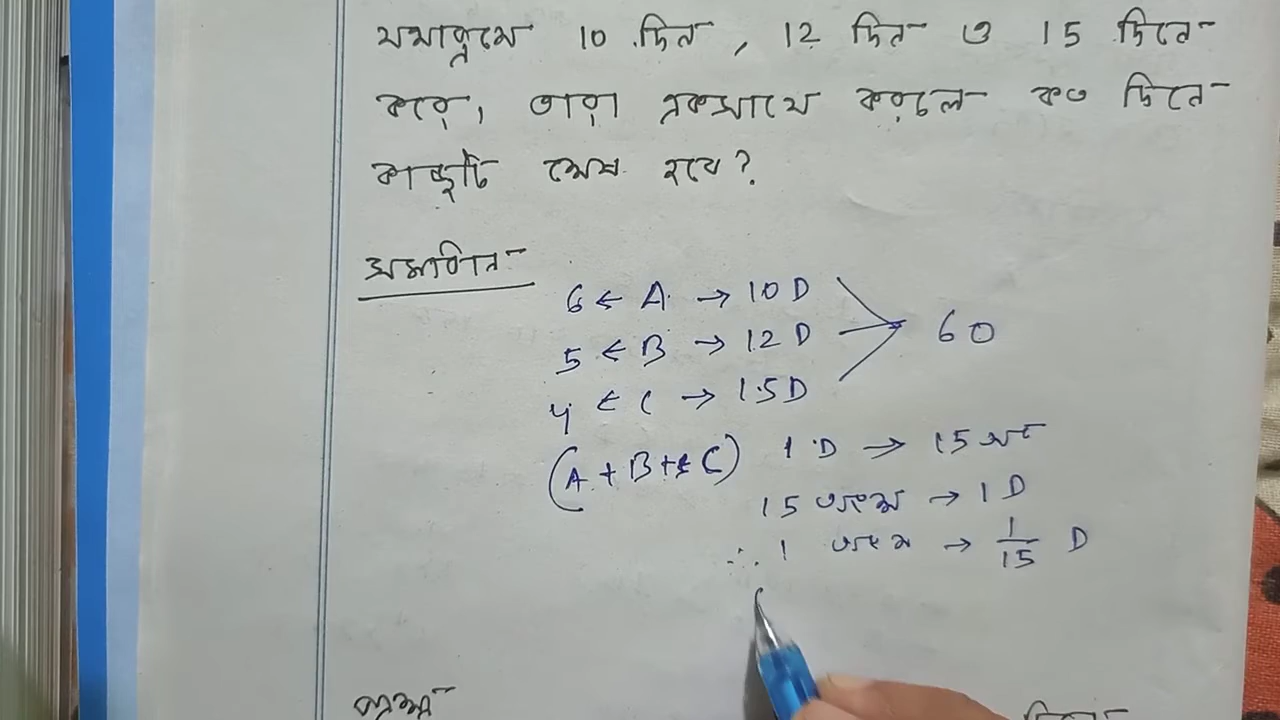 যথাক্রমে 10 দিন, 12 দিন ও 15 দিনে
করে, তারা একসাথে করলে কত দিনে
কাজটি শেষ হবে?
সমাধান
6 ← A → 10 D
5 ← B → 12 D
4 ← C → 15 D
60
(A + B + C) 1 D → 15 অংশ
15 অংশ → 1 D
∴ 1 অংশ → 1/15 D
প্রশ্ন